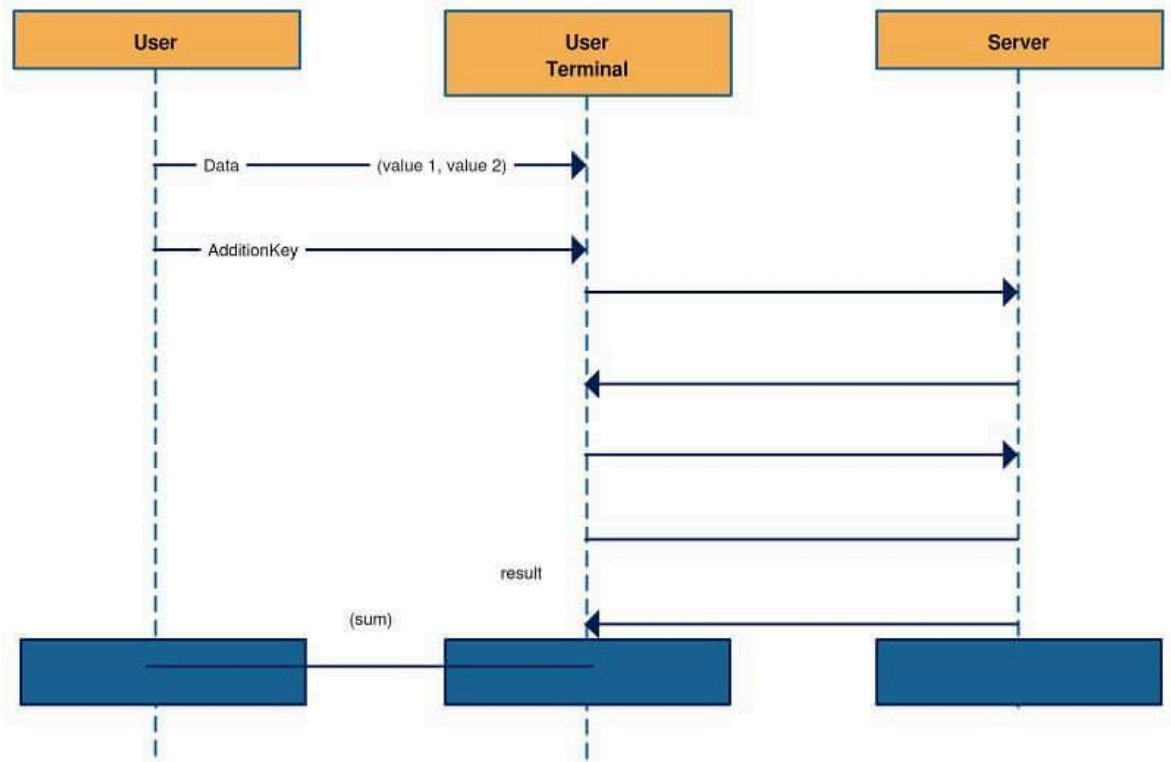 User
User
Terminal
Server
Data (value 1, value 2)
AdditionKey
result
(sum)